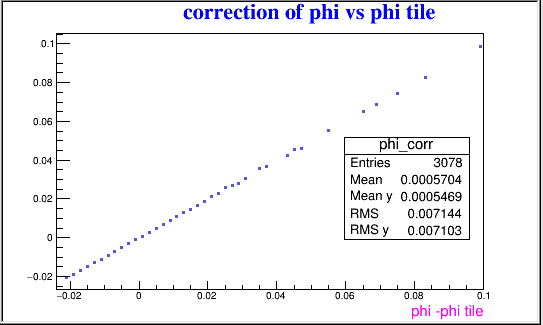 correction of phi vs phi tile
0.1
0.08
0.06
0.04
0.02
0
−0.02
phi_corr
Entries 3078
Mean 0.0005704
Mean y 0.0005469
RMS 0.007144
RMS y 0.007103
−0.02 0 0.02 0.04 0.06 0.08 0.1
phi -phi tile